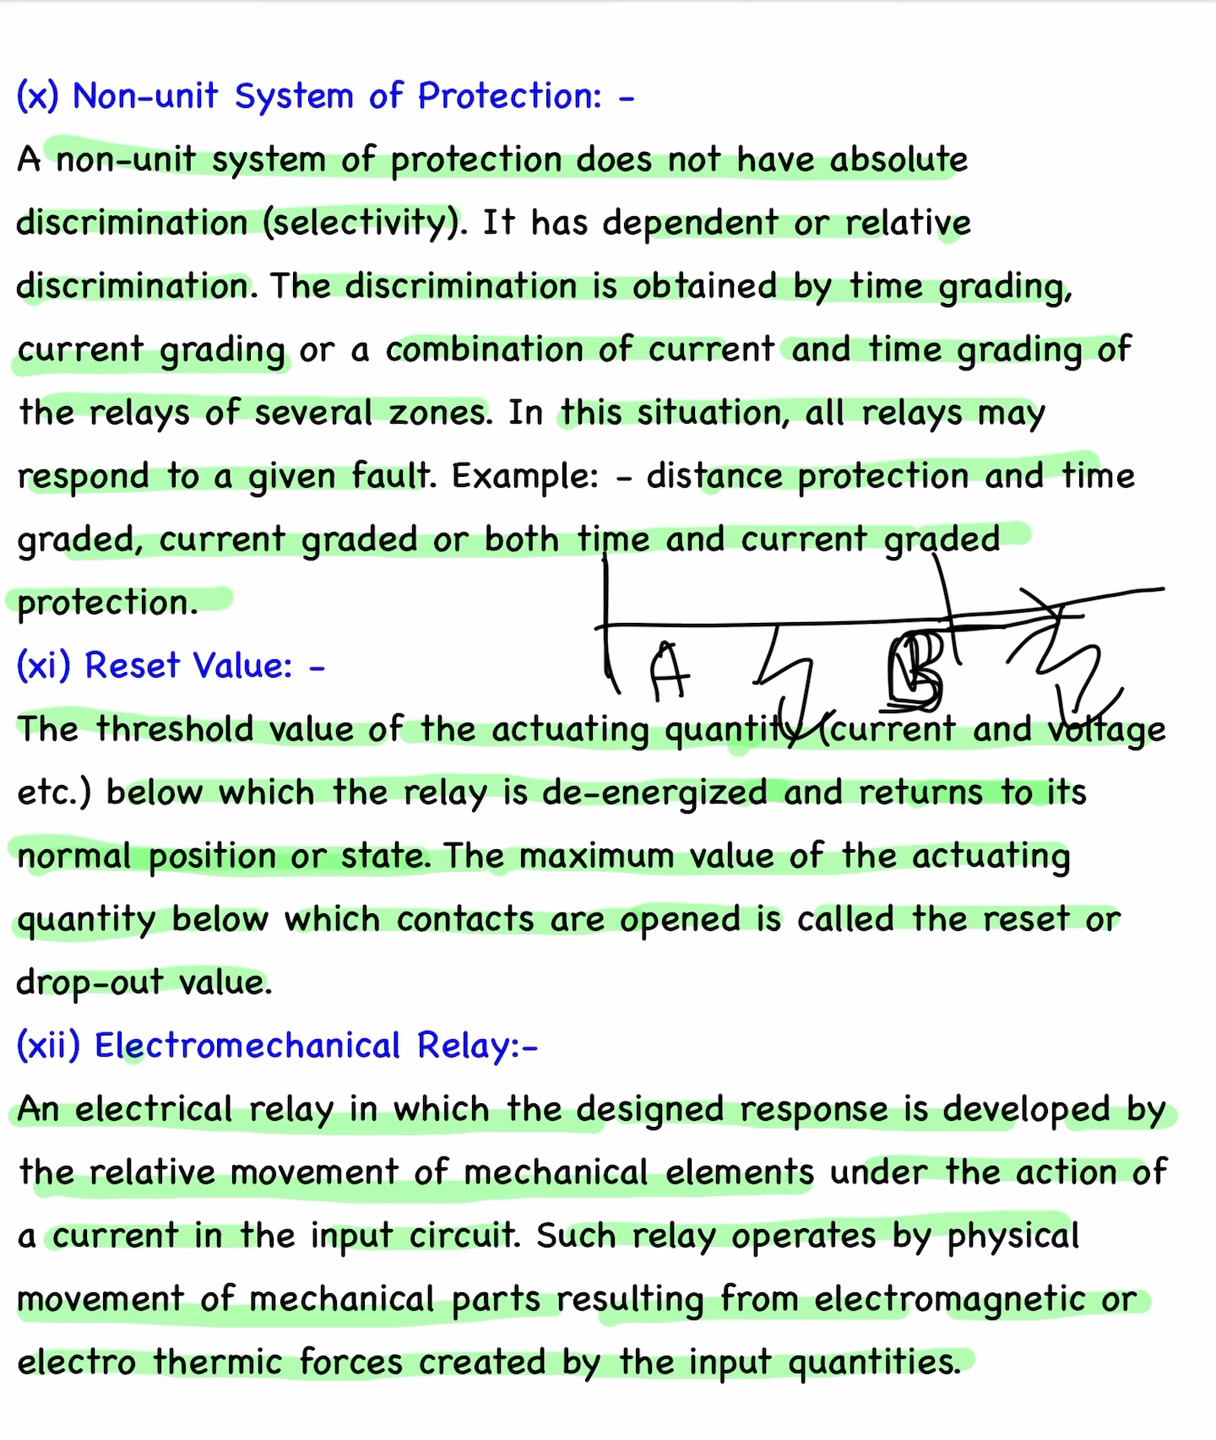 (x) Non-unit System of Protection: -
A non-unit system of protection does not have absolute
discrimination (selectivity). It has dependent or relative
discrimination. The discrimination is obtained by time grading,
current grading or a combination of current and time grading of
the relays of several zones. In this situation, all relays may
respond to a given fault. Example: - distance protection and time
graded, current graded or both time and current graded
protection.
A B
(xi) Reset Value: -
The threshold value of the actuating quantity (current and voltage
etc.) below which the relay is de-energized and returns to its
normal position or state. The maximum value of the actuating
quantity below which contacts are opened is called the reset or
drop-out value.
(xii) Electromechanical Relay:-
An electrical relay in which the designed response is developed by
the relative movement of mechanical elements under the action of
a current in the input circuit. Such relay operates by physical
movement of mechanical parts resulting from electromagnetic or
electro thermic forces created by the input quantities.